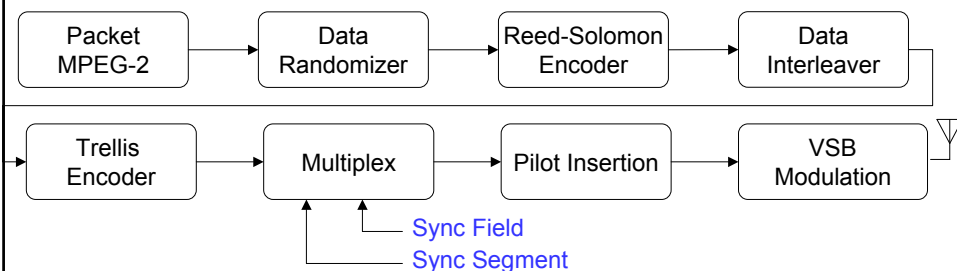 Packet
MPEG-2
Data
Randomizer
Reed-Solomon
Encoder
Data
Interleaver
Trellis
Encoder
Multiplex
Pilot Insertion
VSB
Modulation
Sync Field
Sync Segment